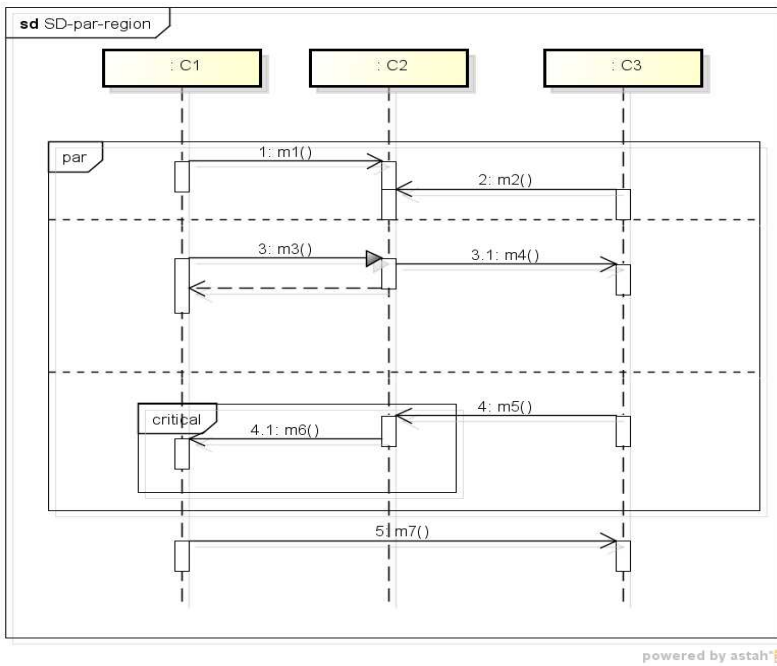 sd SD-par-region
: C1
: C2
: C3
par
1: m1()
2: m2()
3: m3()
3.1: m4()
critical
4: m5()
4.1: m6()
5: m7()
powered by astah*